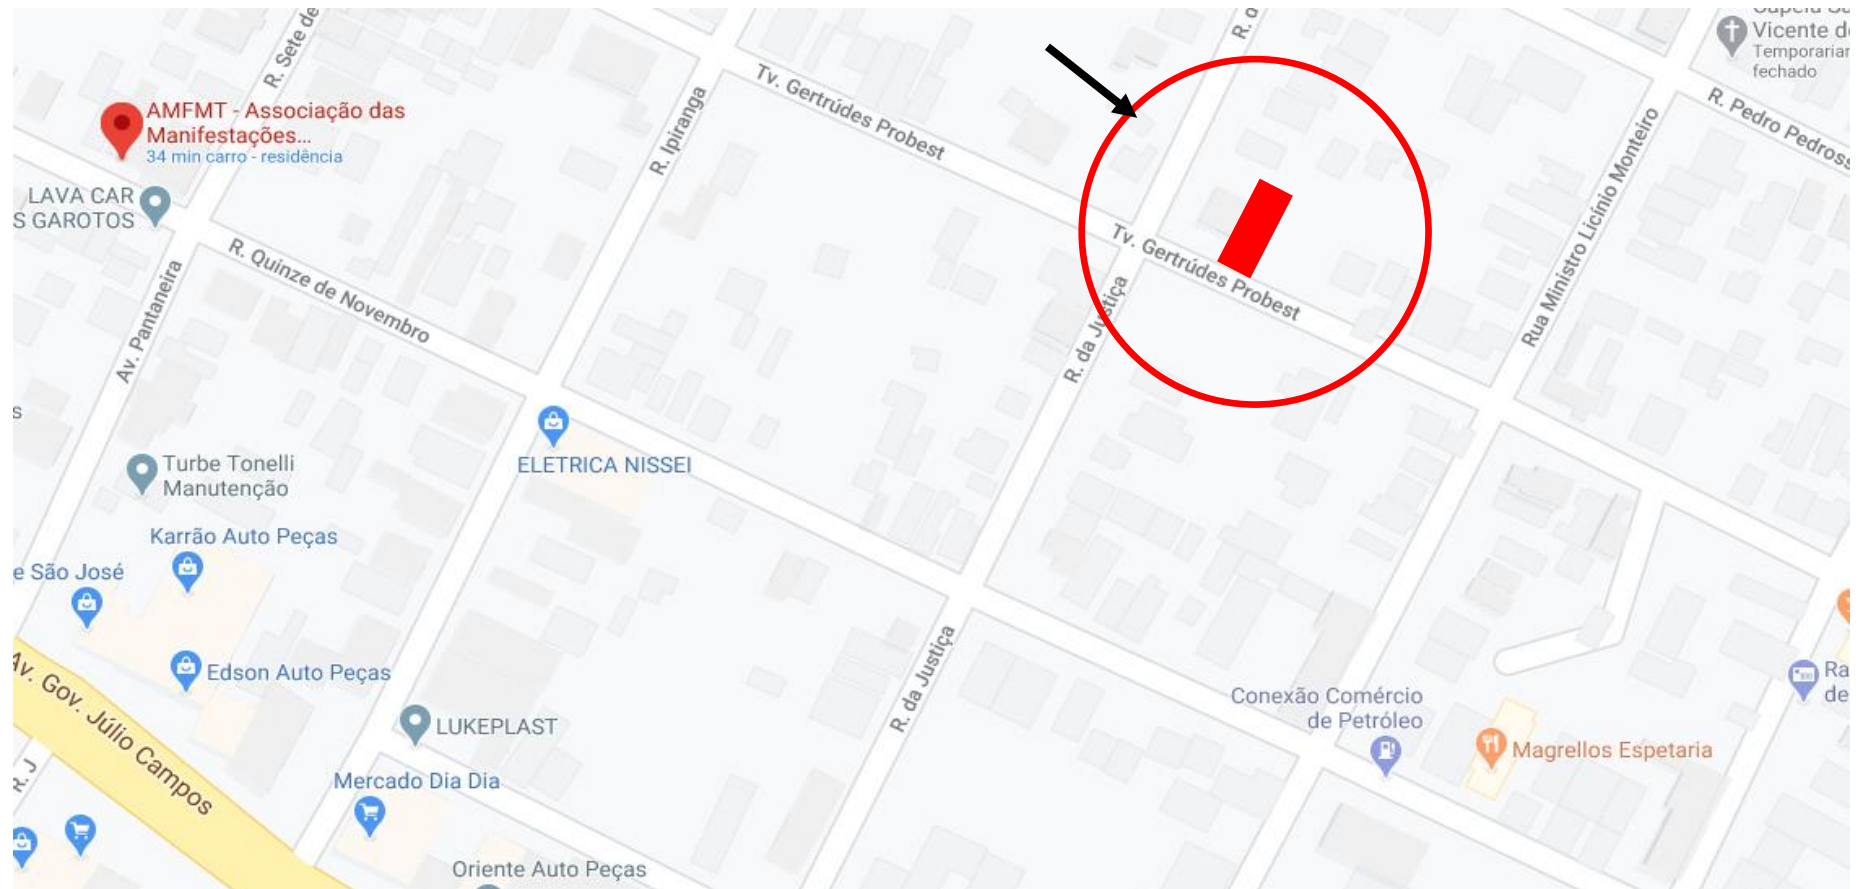 R. Sete de
R. d
Vicente d
Temporariar
fechado
Tv. Gertrúdes Probest
R. Ipiranga
R. Pedro Pedross
AMFMT - Associação das
Manifestações...
34 min carro - residência
LAVA CAR
S GAROTOS
Rua Ministro Licínio Monteiro
R. Quinze de Novembro
Av. Pantaneira
Tv. Gertrúdes Probest
R. da Justiça
s
ELETRICA NISSEI
Turbe Tonelli
Manutenção
Karrão Auto Peças
e São José
Edson Auto Peças
Av. Gov. Júlio Campos
R. J
LUKEPLAST
R. da Justiça
Conexão Comércio
de Petróleo
Ra
de
Magrellos Espetaria
Mercado Dia Dia
Oriente Auto Peças